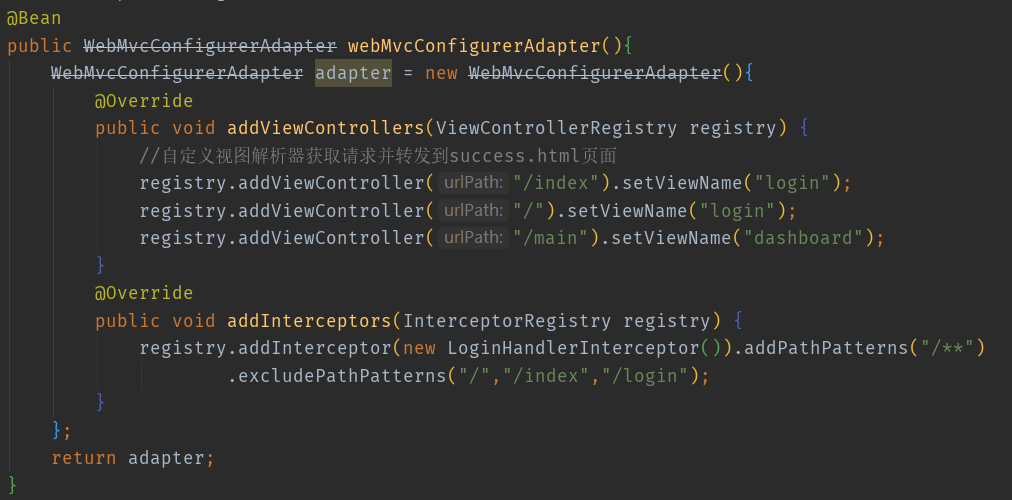 @Bean
public WebMvcConfigurerAdapter webMvcConfigurerAdapter(){
WebMvcConfigurerAdapter adapter = new WebMvcConfigurerAdapter(){
@Override
public void addViewControllers(ViewControllerRegistry registry) {
//自定义视图解析器获取请求并转发到success.html页面
registry.addViewController( urlPath: "/index").setViewName("login");
registry.addViewController( urlPath: "/").setViewName("login");
registry.addViewController( urlPath: "/main").setViewName("dashboard");
}
@Override
public void addInterceptors(InterceptorRegistry registry) {
registry.addInterceptor(new LoginHandlerInterceptor()).addPathPatterns("/**")
.excludePathPatterns("/","/index","/login");
}
};
return adapter;
}